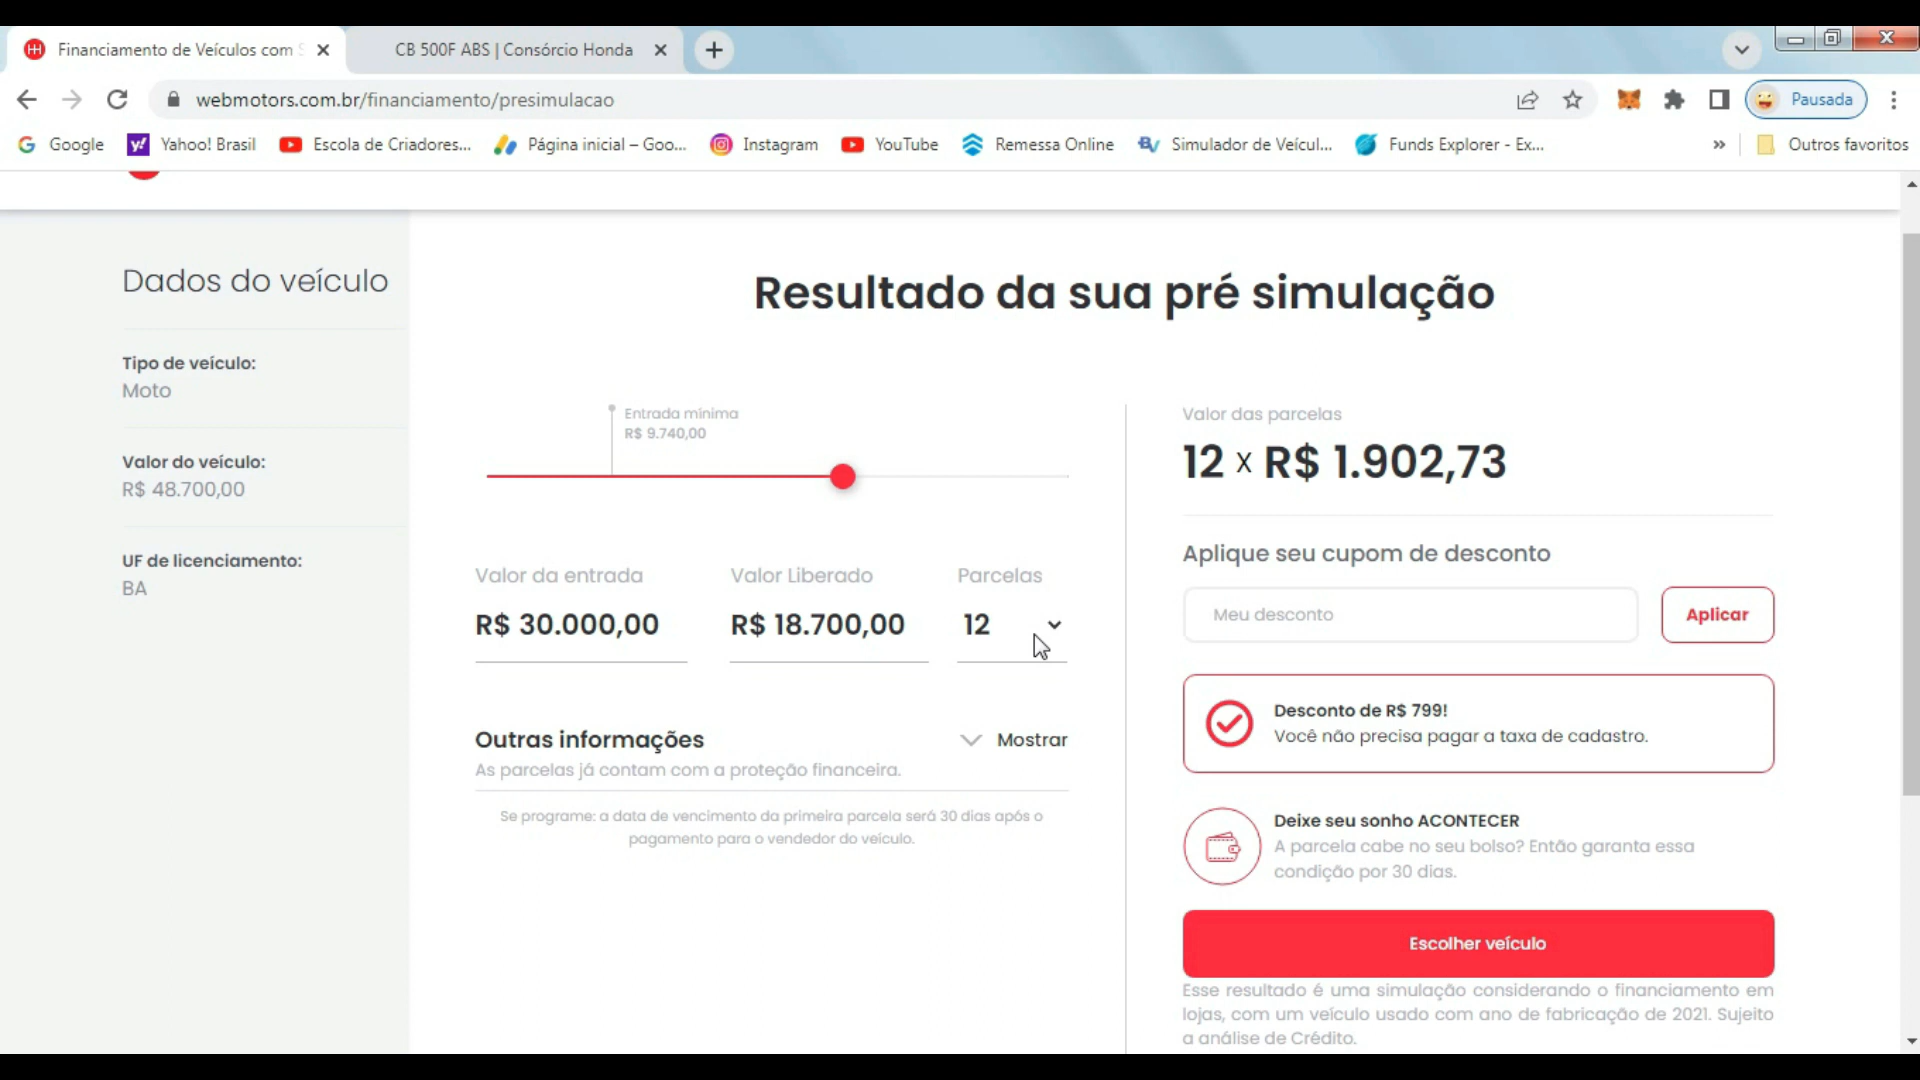 Financiamento de Veículos com S
CB 500F ABS | Consórcio Honda
webmotors.com.br/financiamento/presimulacao
Pausada
Google
Yahoo! Brasil
Escola de Criadores...
Página inicial – Goo...
Instagram
YouTube
Remessa Online
Simulador de Veícul...
Funds Explorer - Ex...
»
Outros favoritos
Dados do veículo
Tipo de veículo:
Moto
Valor do veículo:
R$ 48.700,00
UF de licenciamento:
BA
Resultado da sua pré simulação
Entrada mínima
R$ 9.740,00
Valor da entrada
R$ 30.000,00
Valor Liberado
R$ 18.700,00
Parcelas
12
Outras informações
Mostrar
As parcelas já contam com a proteção financeira.
Se programe: a data de vencimento da primeira parcela será 30 dias após o
pagamento para o vendedor do veículo.
Valor das parcelas
12 x R$ 1.902,73
Aplique seu cupom de desconto
Meu desconto
Aplicar
Desconto de R$ 799!
Você não precisa pagar a taxa de cadastro.
Deixe seu sonho ACONTECER
A parcela cabe no seu bolso? Então garanta essa
condição por 30 dias.
Escolher veículo
Esse resultado é uma simulação considerando o financiamento em
lojas, com um veículo usado com ano de fabricação de 2021. Sujeito
a análise de Crédito.